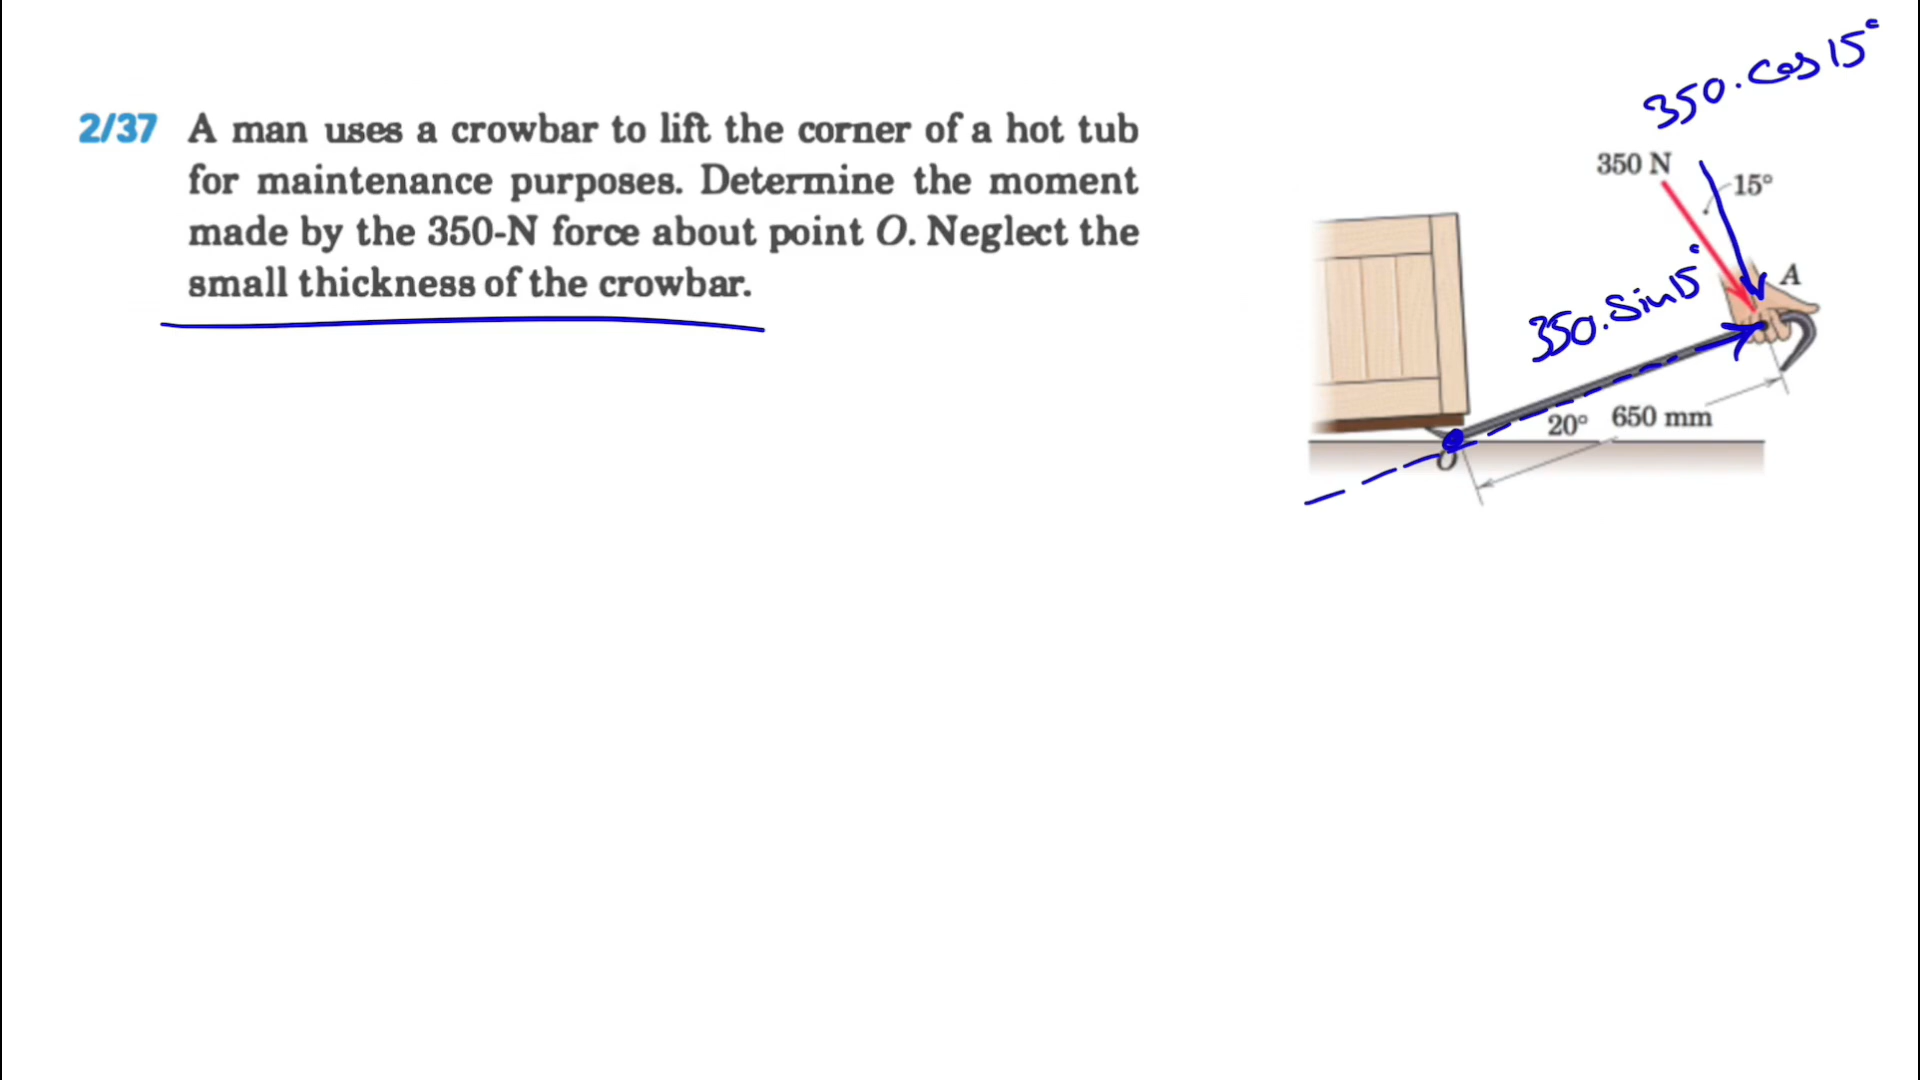 2/37 A man uses a crowbar to lift the corner of a hot tub
for maintenance purposes. Determine the moment
made by the 350-N force about point O. Neglect the
small thickness of the crowbar.
350.cos15°
350 N
15°
A
350.Sin15°
20°
650 mm
O